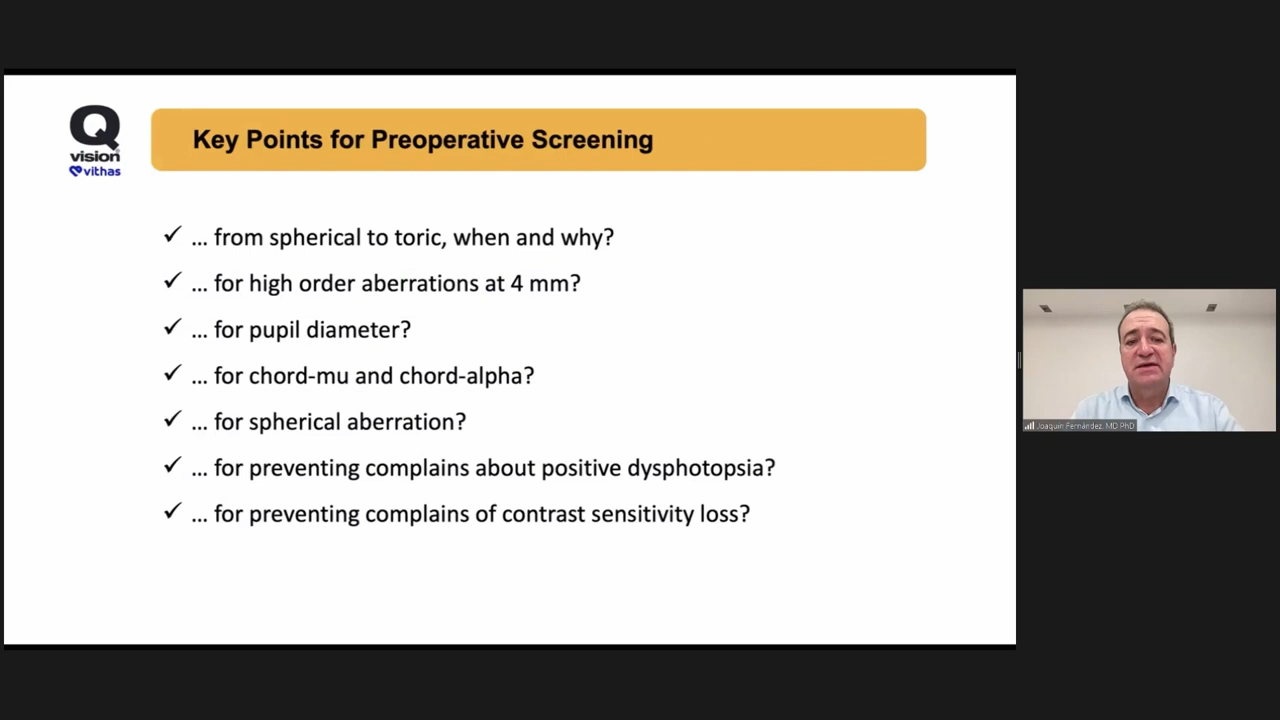 Q
vision
vithas
Key Points for Preoperative Screening
✓ ... from spherical to toric, when and why?
✓ ... for high order aberrations at 4 mm?
✓ ... for pupil diameter?
✓ ... for chord-mu and chord-alpha?
✓ ... for spherical aberration?
✓ ... for preventing complains about positive dysphotopsia?
✓ ... for preventing complains of contrast sensitivity loss?
Joaquín Fernández, MD PhD